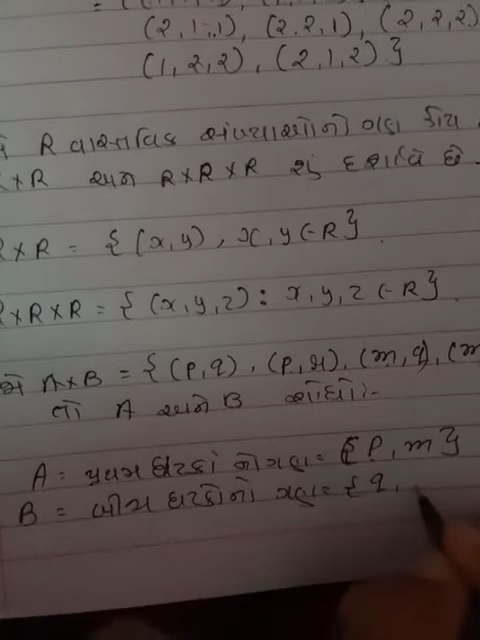 = {(1,
(2,1,1), (2,2,1), (2,2,2)
(1,2,2), (2,1,2)}
R વાસ્તવિક સંખ્યાઓનો ગણ હોય
×R અને R×R×R શું દર્શાવે છે.
R×R = {(x,y), x,y ∈ R}
R×R×R = {(x,y,z) : x,y,z ∈ R}
જો A×B = {(P,q), (P,r), (m,q), (m
તો A અને B શોધો:-
A = પ્રથમ ઘટકો નો ગણ = {P,m}
B = બીજા ઘટકોનો ગણ = {q,